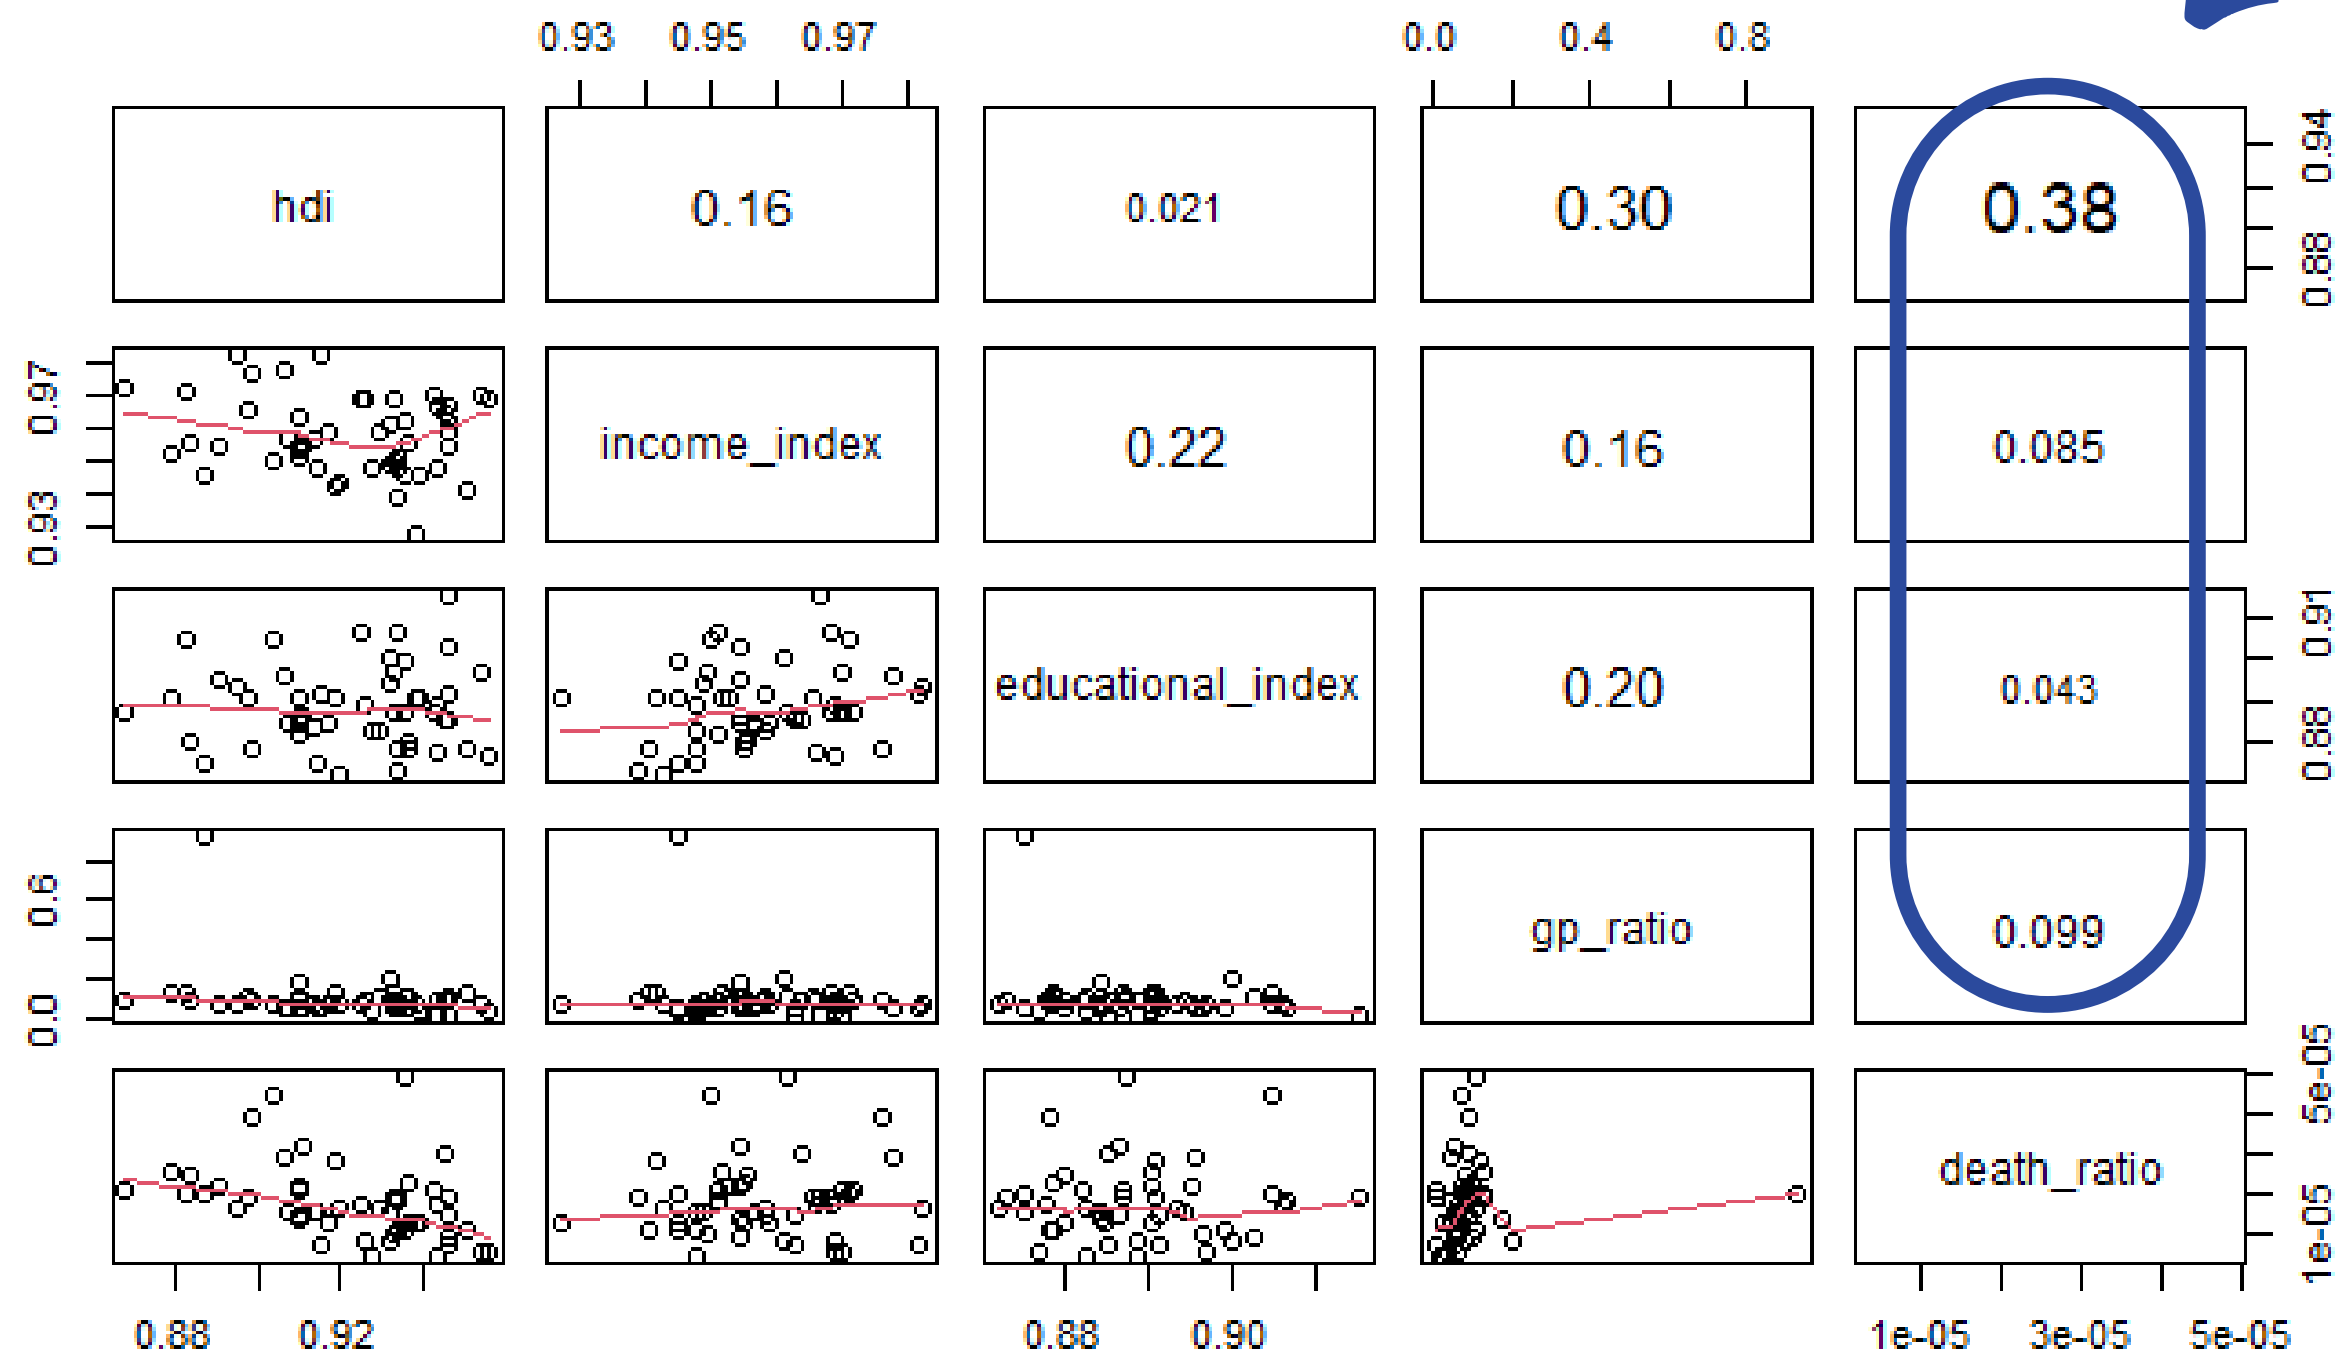 0.93 0.95 0.97 0.0 0.4 0.8
hdi 0.16 0.021 0.30 0.38 0.88 0.94
0.93 0.97 income_index 0.22 0.16 0.085
educational_index 0.20 0.043 0.88 0.91
0.0 0.6 gp_ratio 0.099
death_ratio 1e-05 5e-05
0.88 0.92 0.88 0.90 1e-05 3e-05 5e-05